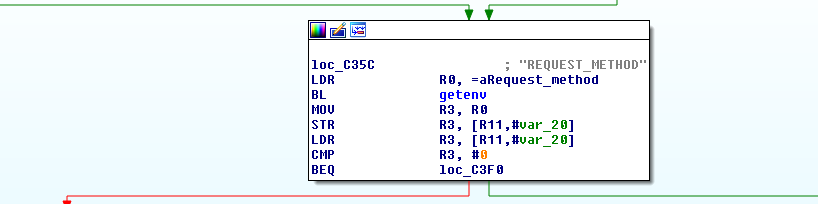 loc_C35C ; "REQUEST_METHOD"
LDR R0, =aRequest_method
BL getenv
MOV R3, R0
STR R3, [R11,#var_20]
LDR R3, [R11,#var_20]
CMP R3, #0
BEQ loc_C3F0